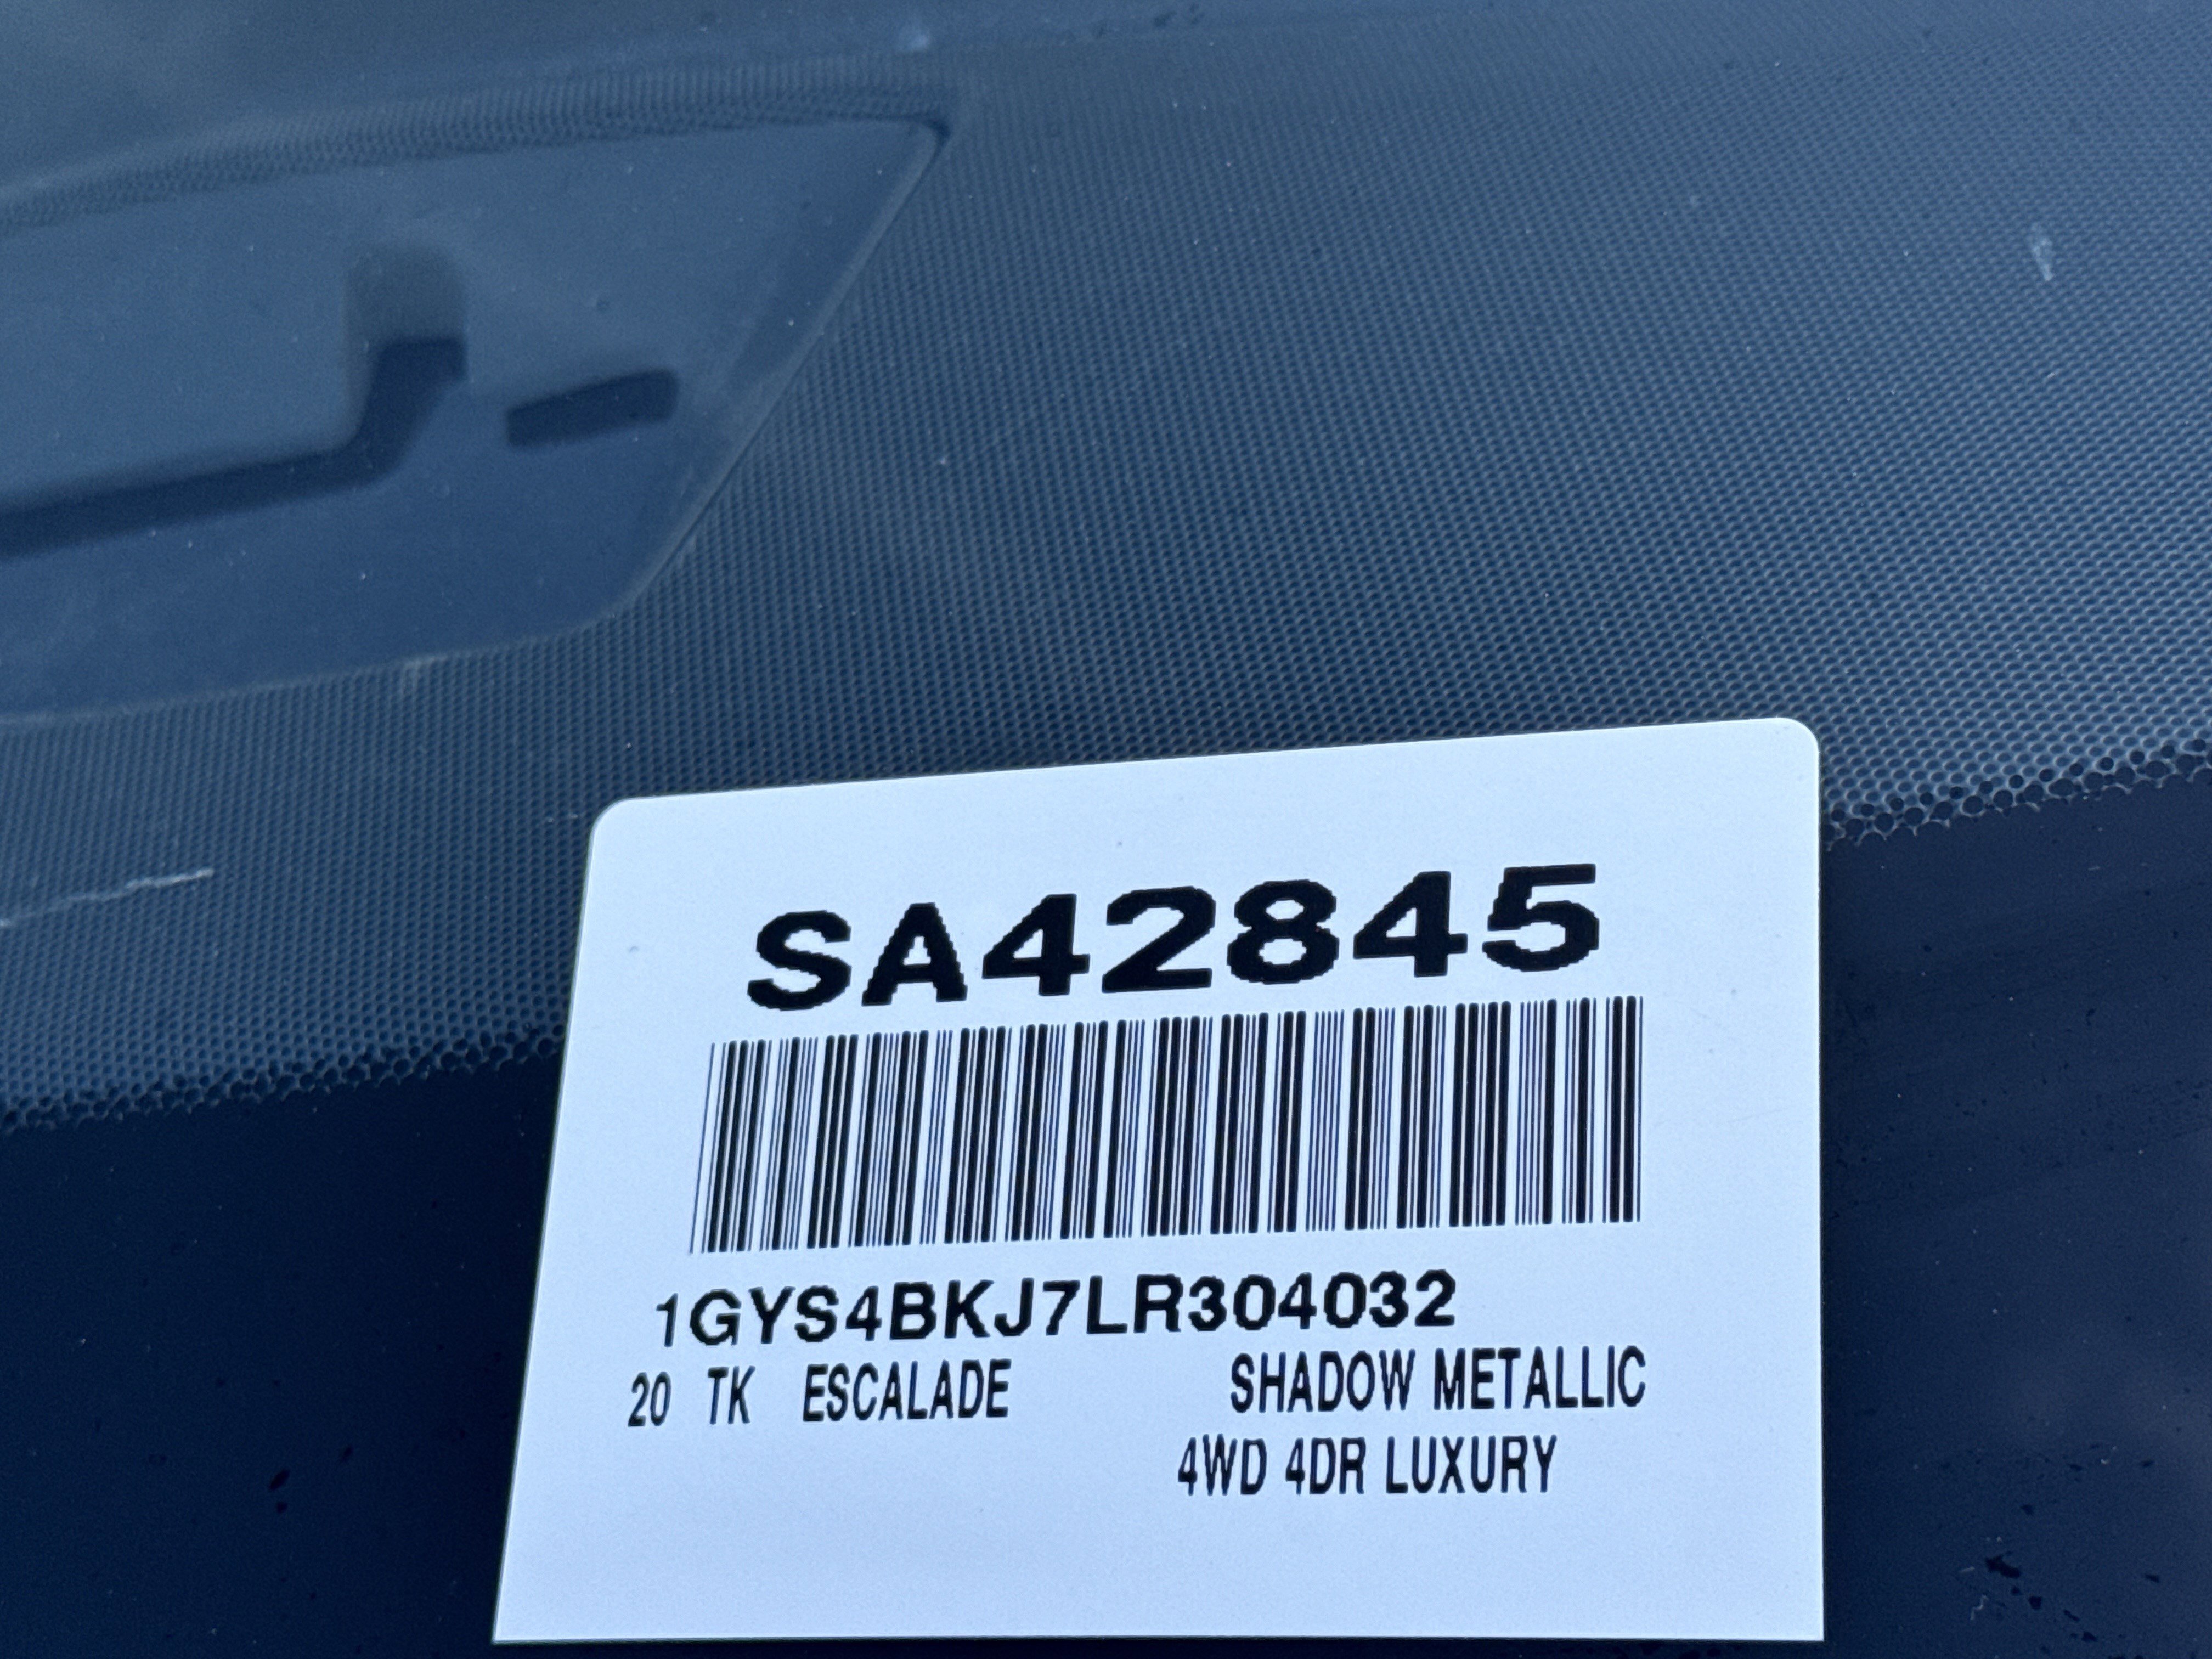 SA42845
1GYS4BKJ7LR304032
20 TK ESCALADE SHADOW METALLIC
4WD 4DR LUXURY